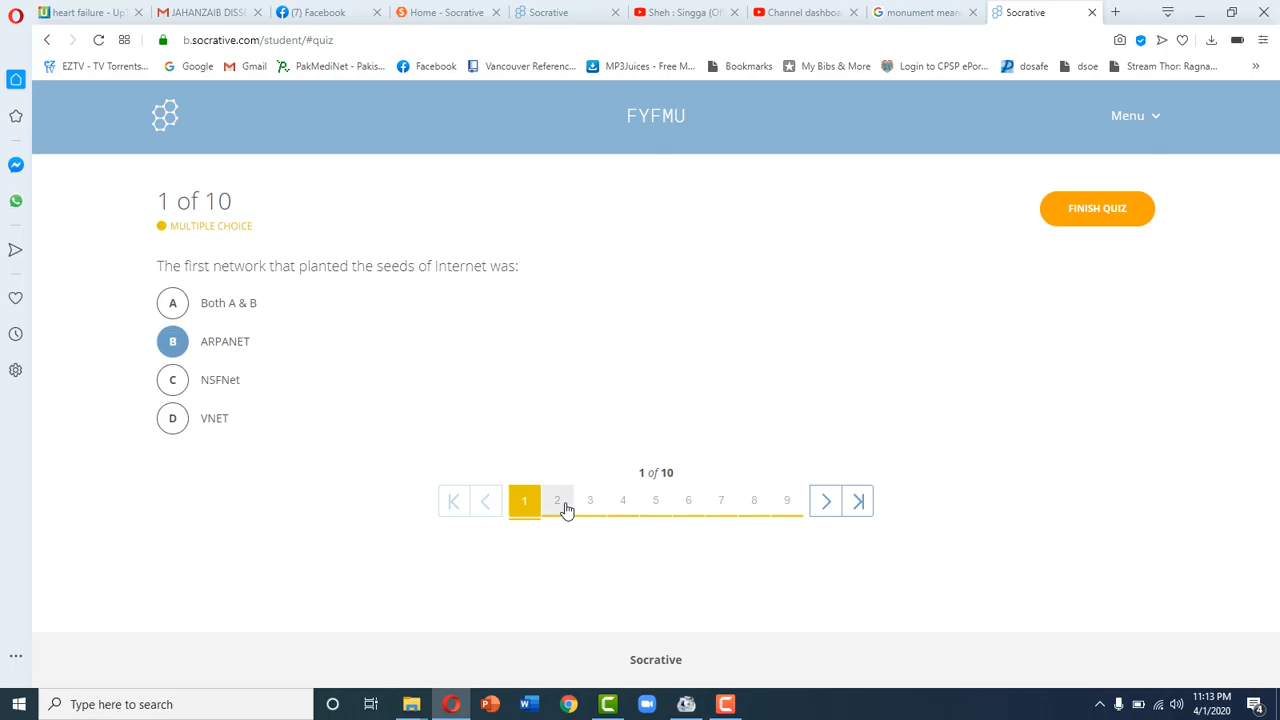 heart failure - Up
JAHANZAIB DISSE
(7) Facebook
Home - Socrative
Socrative
Sheh : Singga (Of
Channel dashboa
monument mean
Socrative
b.socrative.com/student/#quiz
EZTV - TV Torrents...
Google
Gmail
PakMediNet - Pakis...
Facebook
Vancouver Referenc...
MP3Juices - Free M...
Bookmarks
My Bibs & More
Login to CPSP ePor...
dosafe
dsoe
Stream Thor: Ragna...
FYFMU
Menu
1 of 10
MULTIPLE CHOICE
FINISH QUIZ
The first network that planted the seeds of Internet was:
A Both A & B
B ARPANET
C NSFNet
D VNET
1 of 10
1 2 3 4 5 6 7 8 9
Socrative
Type here to search
11:13 PM
4/1/2020
4